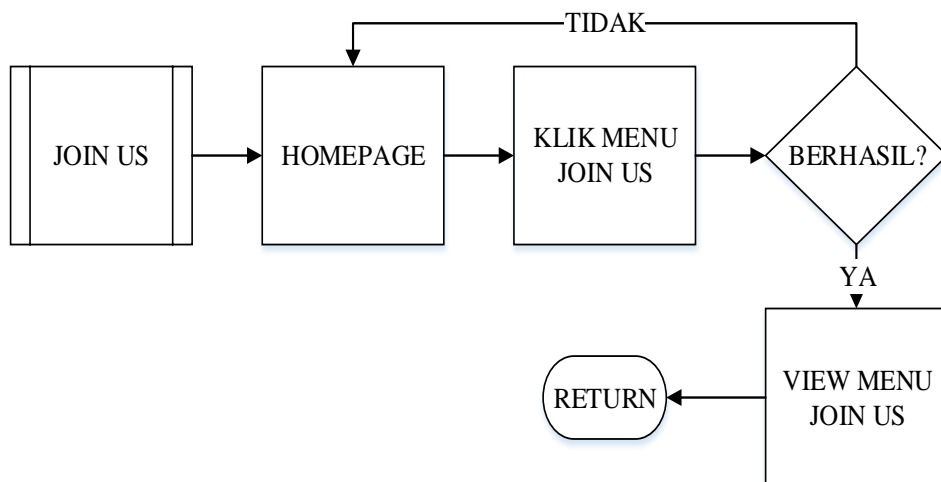 TIDAK
JOIN US
HOMEPAGE
KLIK MENU
JOIN US
BERHASIL?
YA
VIEW MENU
JOIN US
RETURN